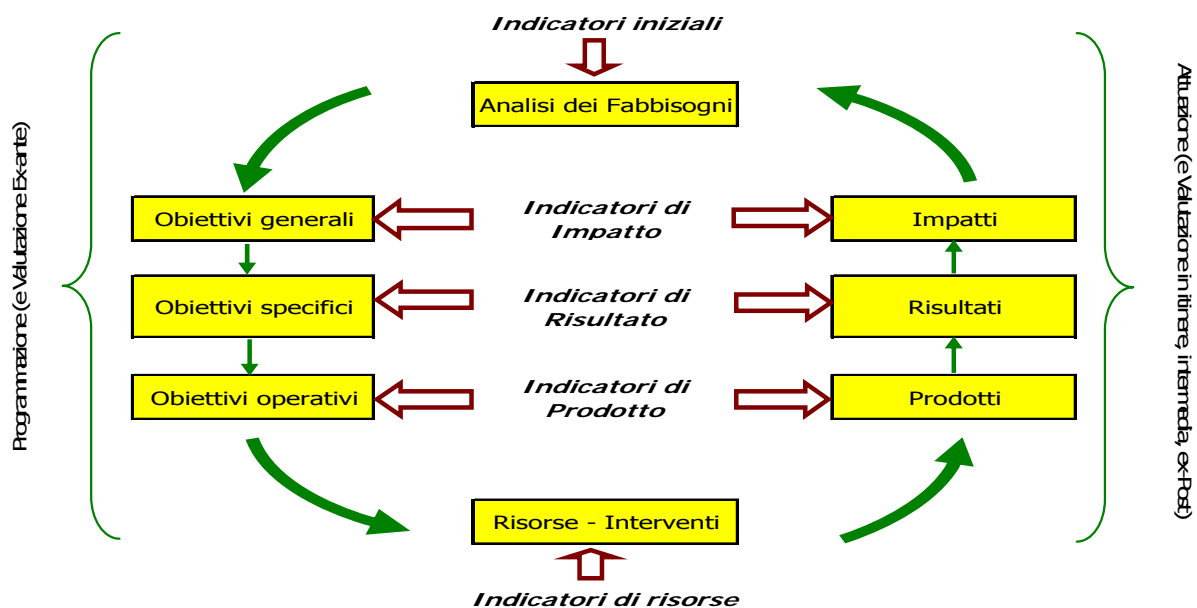 Indicatori iniziali
Analisi dei Fabbisogni
Programmazione (e Valutazione Ex-ante)
Obiettivi generali
Indicatori di
Impatto
Impatti
Obiettivi specifici
Indicatori di
Risultato
Risultati
Obiettivi operativi
Indicatori di
Prodotto
Prodotti
Attuazione (e Valutazione in itinere, intermedia, ex-Post)
Risorse - Interventi
Indicatori di risorse